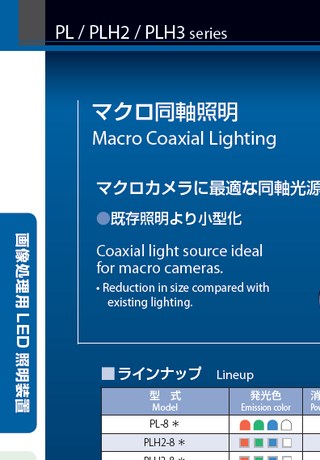 PL / PLH2 / PLH3 series
マクロ同軸照明
Macro Coaxial Lighting
マクロカメラに最適な同軸光源
●既存照明より小型化
Coaxial light source ideal
for macro cameras.
• Reduction in size compared with
existing lighting.
画像処理用LED照明装置
■ラインナップ Lineup
型 式 発光色 消
Model Emission color Po
PL-8＊
PLH2-8＊